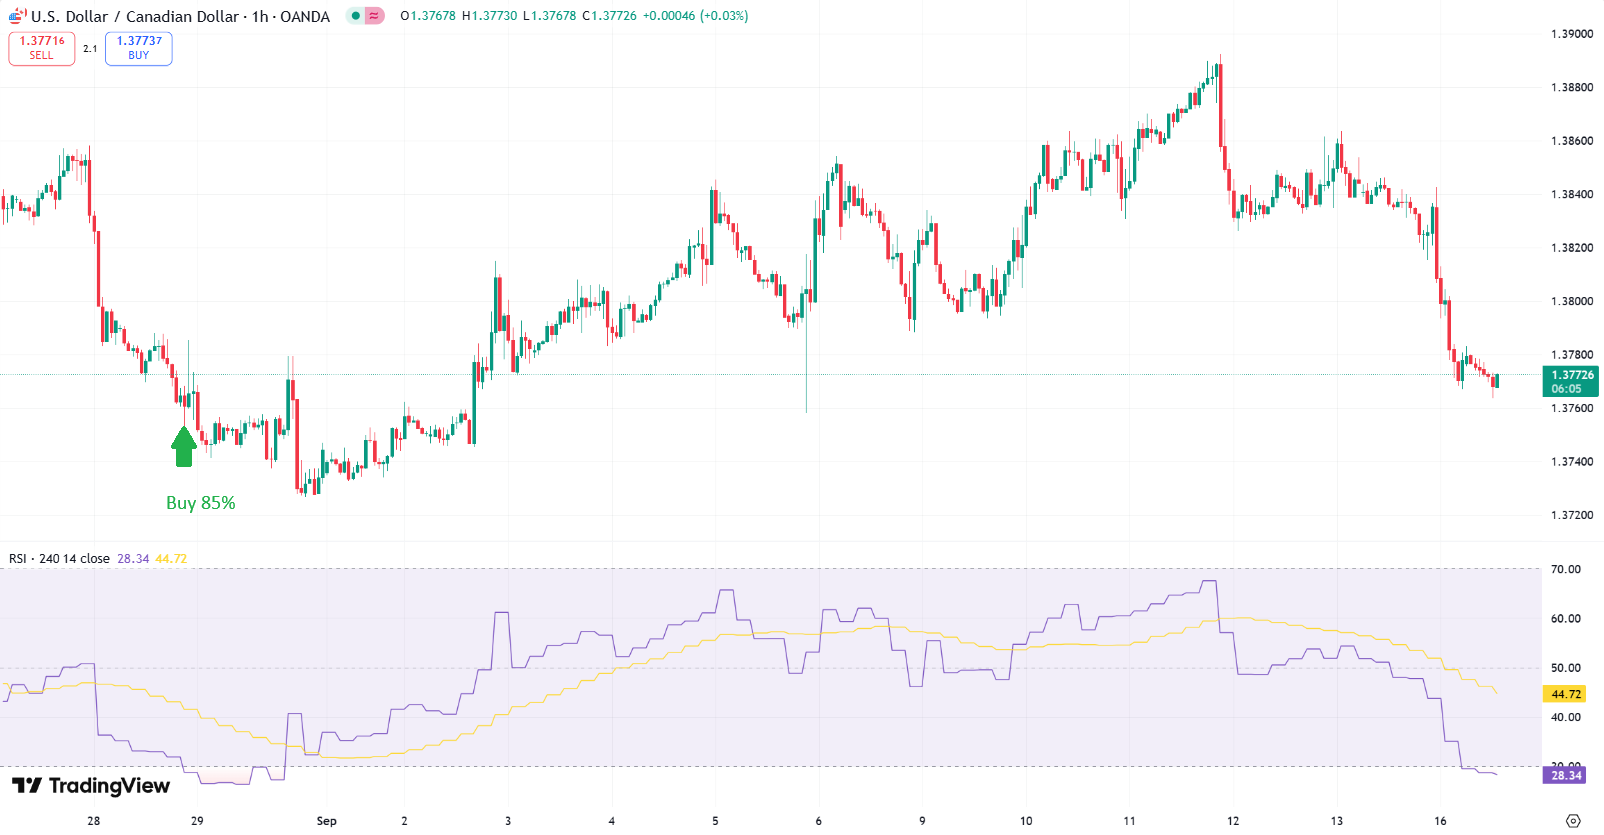 U.S. Dollar / Canadian Dollar · 1h · OANDA
O1.37678 H1.37730 L1.37678 C1.37726 +0.00046 (+0.03%)
1.37716
SELL
2.1
1.37737
BUY
1.39000
1.38800
1.38600
1.38400
1.38200
1.38000
1.37800
1.37726
06:05
1.37600
1.37400
1.37200
Buy 85%
RSI · 240 14 close 28.34 44.72
70.00
60.00
50.00
44.72
40.00
30.00
28.34
TradingView
28 29 Sep 2 3 4 5 6 9 10 11 12 13 16